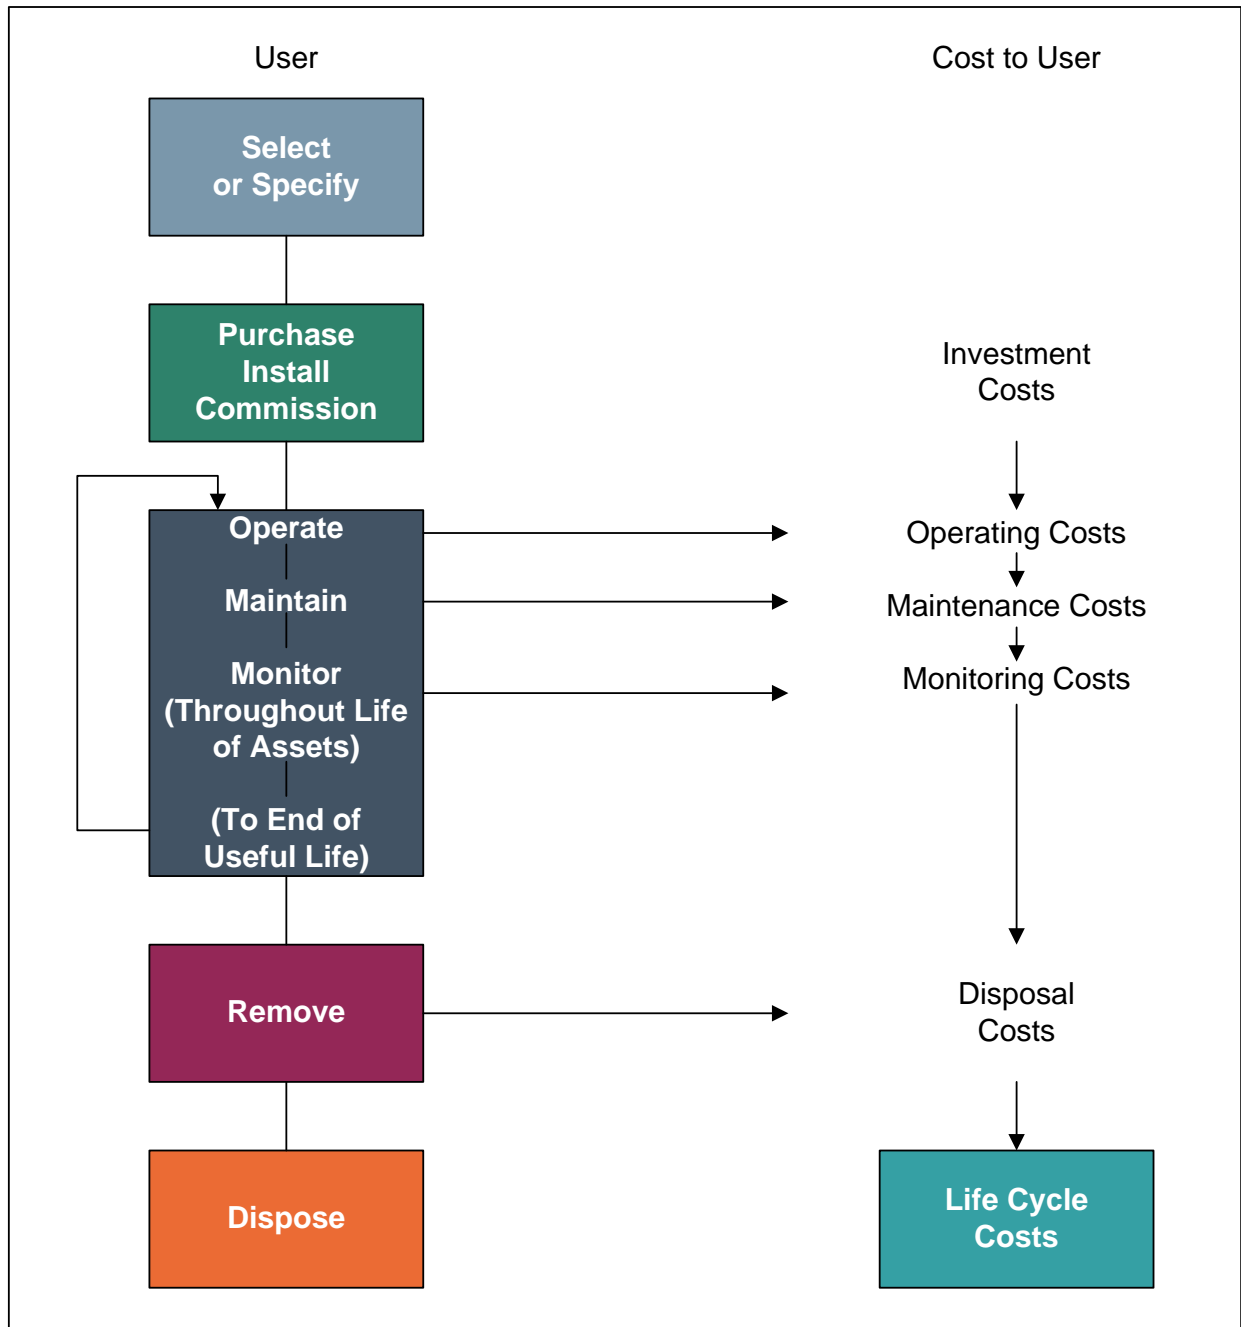 User
Cost to User
Select
or Specify
Purchase
Install
Commission
Investment
Costs
Operate
Operating Costs
Maintain
Maintenance Costs
Monitor
(Throughout Life
of Assets)
Monitoring Costs
(To End of
Useful Life)
Remove
Disposal
Costs
Dispose
Life Cycle
Costs